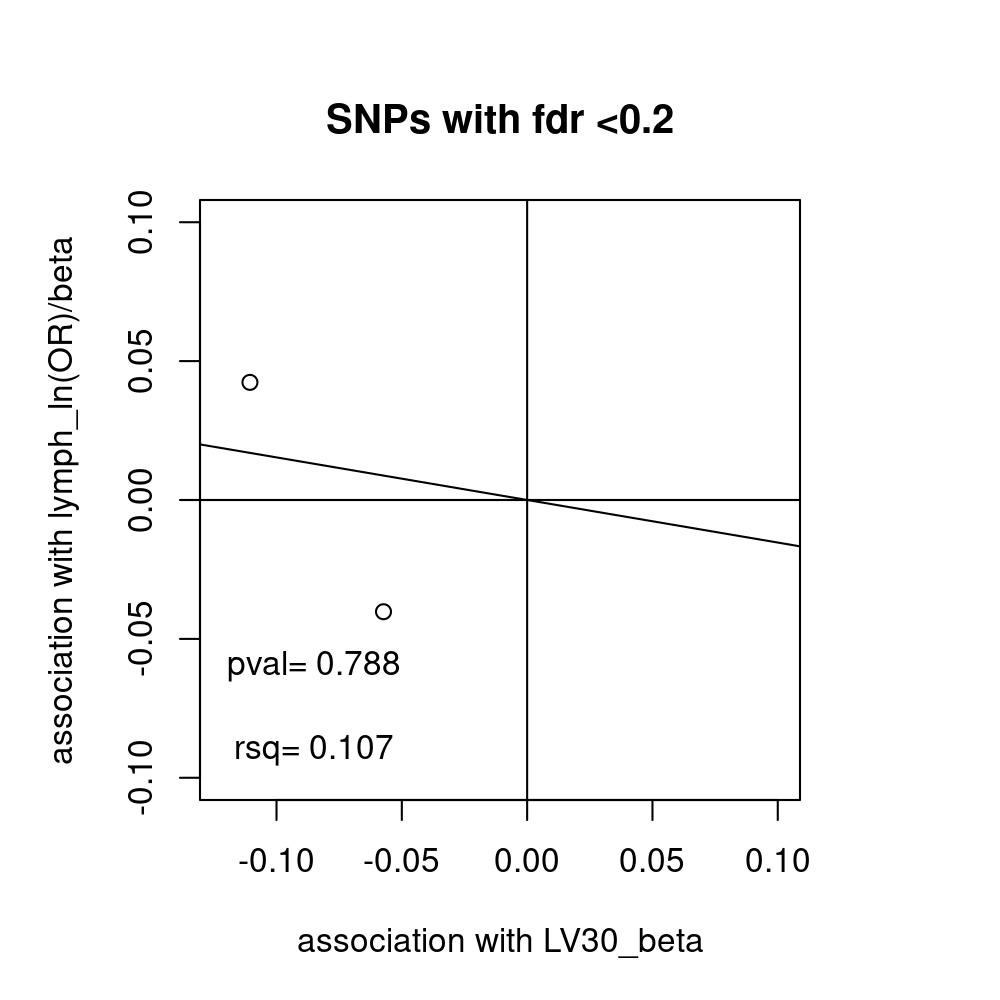 SNPs with fdr <0.2
association with lymph_ln(OR)/beta
0.10
0.05
0.00
-0.05
-0.10
pval= 0.788
rsq= 0.107
-0.10 -0.05 0.00 0.05 0.10
association with LV30_beta